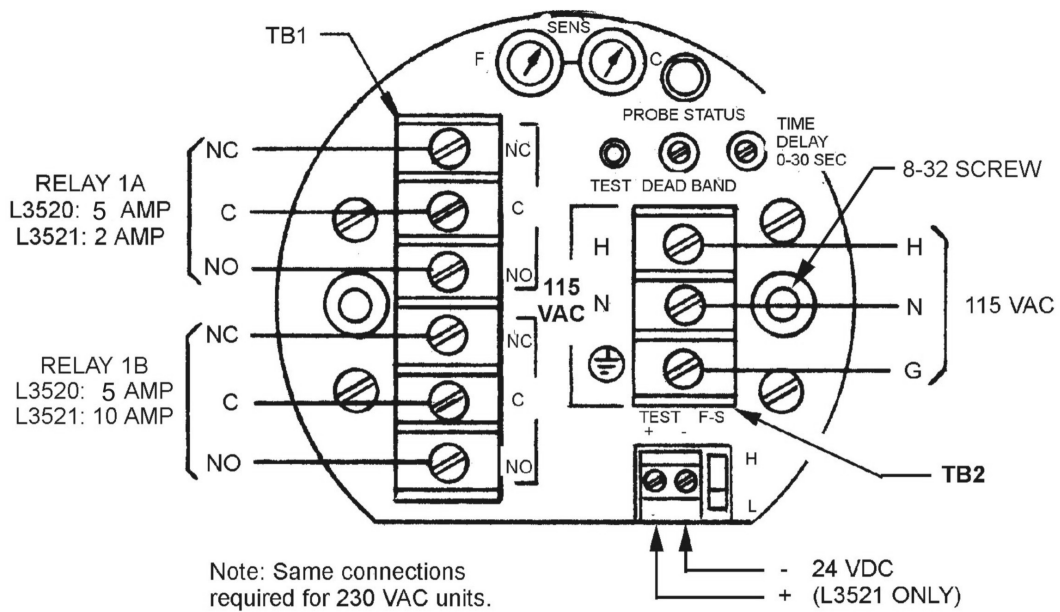 TB1
SENS
F
C
PROBE STATUS
TIME
DELAY
0-30 SEC
TEST DEAD BAND
8-32 SCREW
RELAY 1A
L3520: 5 AMP
L3521: 2 AMP
NC
C
NO
NC
C
NO
RELAY 1B
L3520: 5 AMP
L3521: 10 AMP
NC
C
NO
NC
C
NO
115
VAC
H
N
H
N
G
115 VAC
TEST F-S
+ -
H
L
TB2
- 24 VDC
+ (L3521 ONLY)
Note: Same connections
required for 230 VAC units.